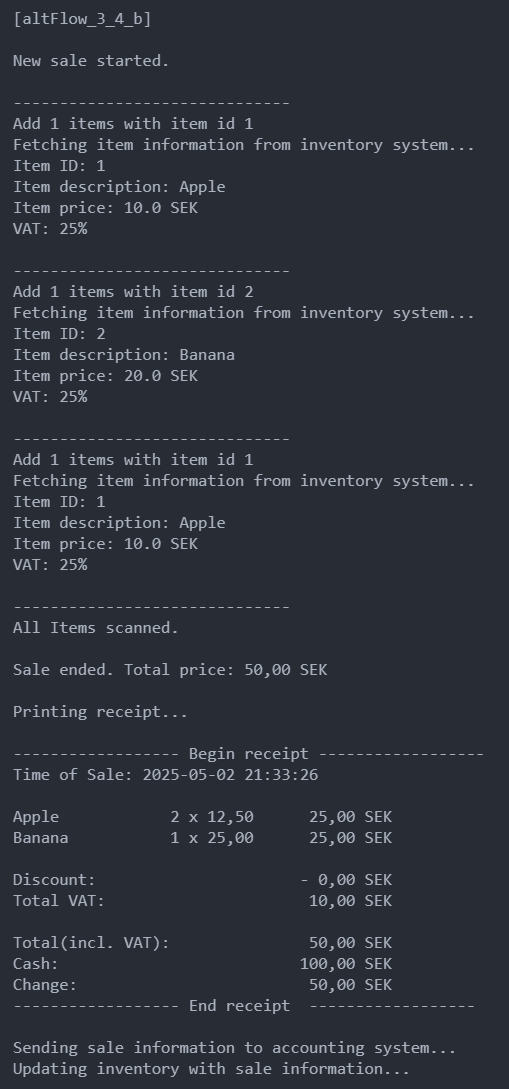 [altFlow_3_4_b]

New sale started.

------------------------------
Add 1 items with item id 1
Fetching item information from inventory system...
Item ID: 1
Item description: Apple
Item price: 10.0 SEK
VAT: 25%

------------------------------
Add 1 items with item id 2
Fetching item information from inventory system...
Item ID: 2
Item description: Banana
Item price: 20.0 SEK
VAT: 25%

------------------------------
Add 1 items with item id 1
Fetching item information from inventory system...
Item ID: 1
Item description: Apple
Item price: 10.0 SEK
VAT: 25%

------------------------------
All Items scanned.

Sale ended. Total price: 50,00 SEK

Printing receipt...

------------------ Begin receipt ------------------
Time of Sale: 2025-05-02 21:33:26

Apple            2 x 12,50      25,00 SEK
Banana           1 x 25,00      25,00 SEK

Discount:                      - 0,00 SEK
Total VAT:                      10,00 SEK

Total(incl. VAT):               50,00 SEK
Cash:                          100,00 SEK
Change:                         50,00 SEK
------------------ End receipt  ------------------

Sending sale information to accounting system...
Updating inventory with sale information...